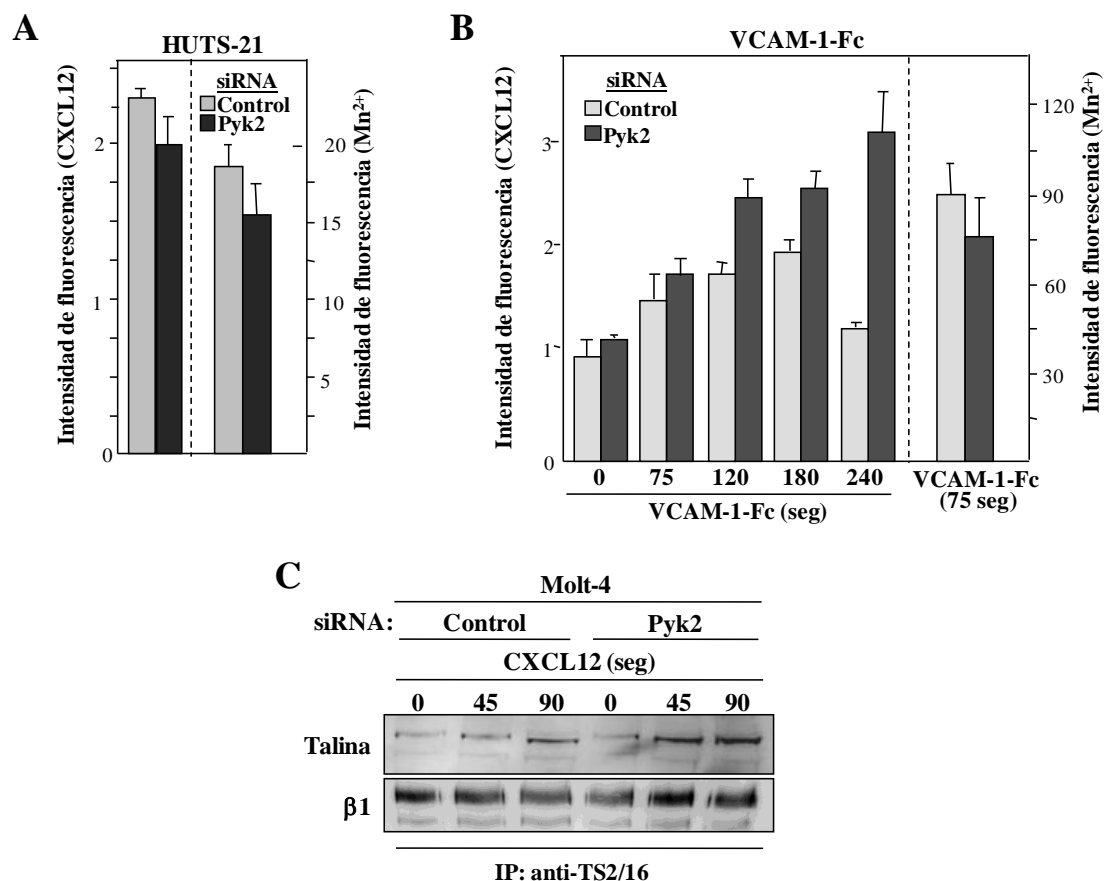 A
HUTS-21
Intensidad de fluorescencia (CXCL12)
2
1
0
siRNA
Control
Pyk2
20
15
10
5
Intensidad de fluorescencia (Mn2+)
B
VCAM-1-Fc
Intensidad de fluorescencia (CXCL12)
3
2
1
0
siRNA
Control
Pyk2
120
90
60
30
Intensidad de fluorescencia (Mn2+)
0 75 120 180 240
VCAM-1-Fc (seg)
VCAM-1-Fc
(75 seg)
C
Molt-4
siRNA: Control Pyk2
CXCL12 (seg)
0 45 90 0 45 90
Talina
β1
IP: anti-TS2/16